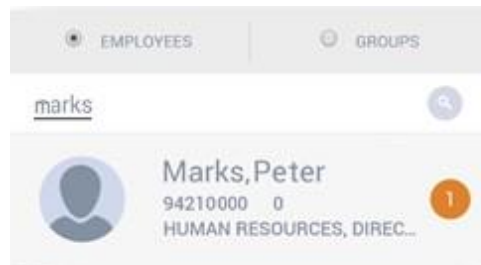 EMPLOYEES GROUPS
marks
Marks,Peter
94210000 0
1
HUMAN RESOURCES, DIREC...